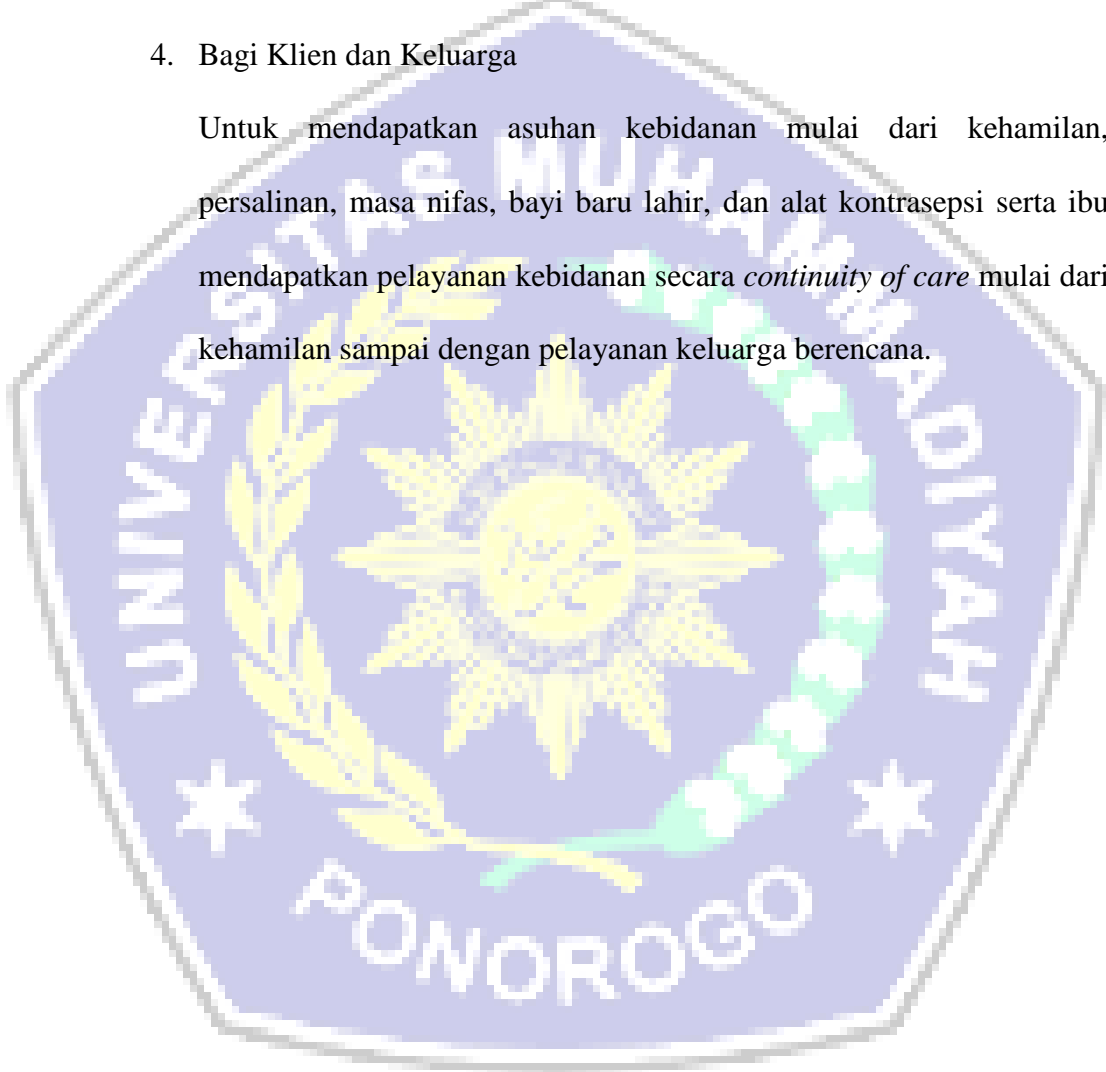 4. Bagi Klien dan Keluarga
Untuk mendapatkan asuhan kebidanan mulai dari kehamilan,
persalinan, masa nifas, bayi baru lahir, dan alat kontrasepsi serta ibu
mendapatkan pelayanan kebidanan secara continuity of care mulai dari
kehamilan sampai dengan pelayanan keluarga berencana.
UNIVERSITAS MUHAMMADIYAH
PONOROGO